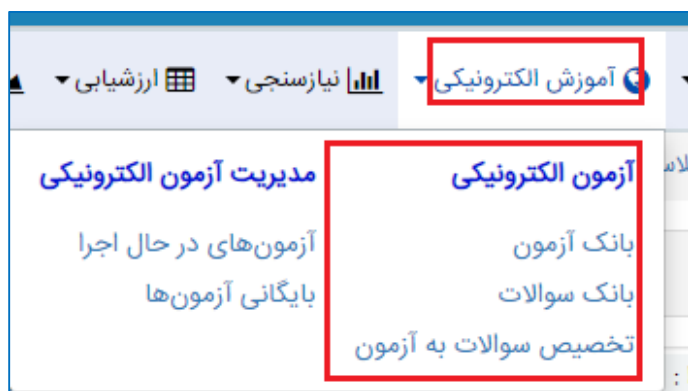 آموزش الکترونیکی نیازسنجی ارزشیابی
آزمون الکترونیکی
بانک آزمون
بانک سوالات
تخصیص سوالات به آزمون
مدیریت آزمون الکترونیکی
آزمون‌های در حال اجرا
بایگانی آزمون‌ها
: